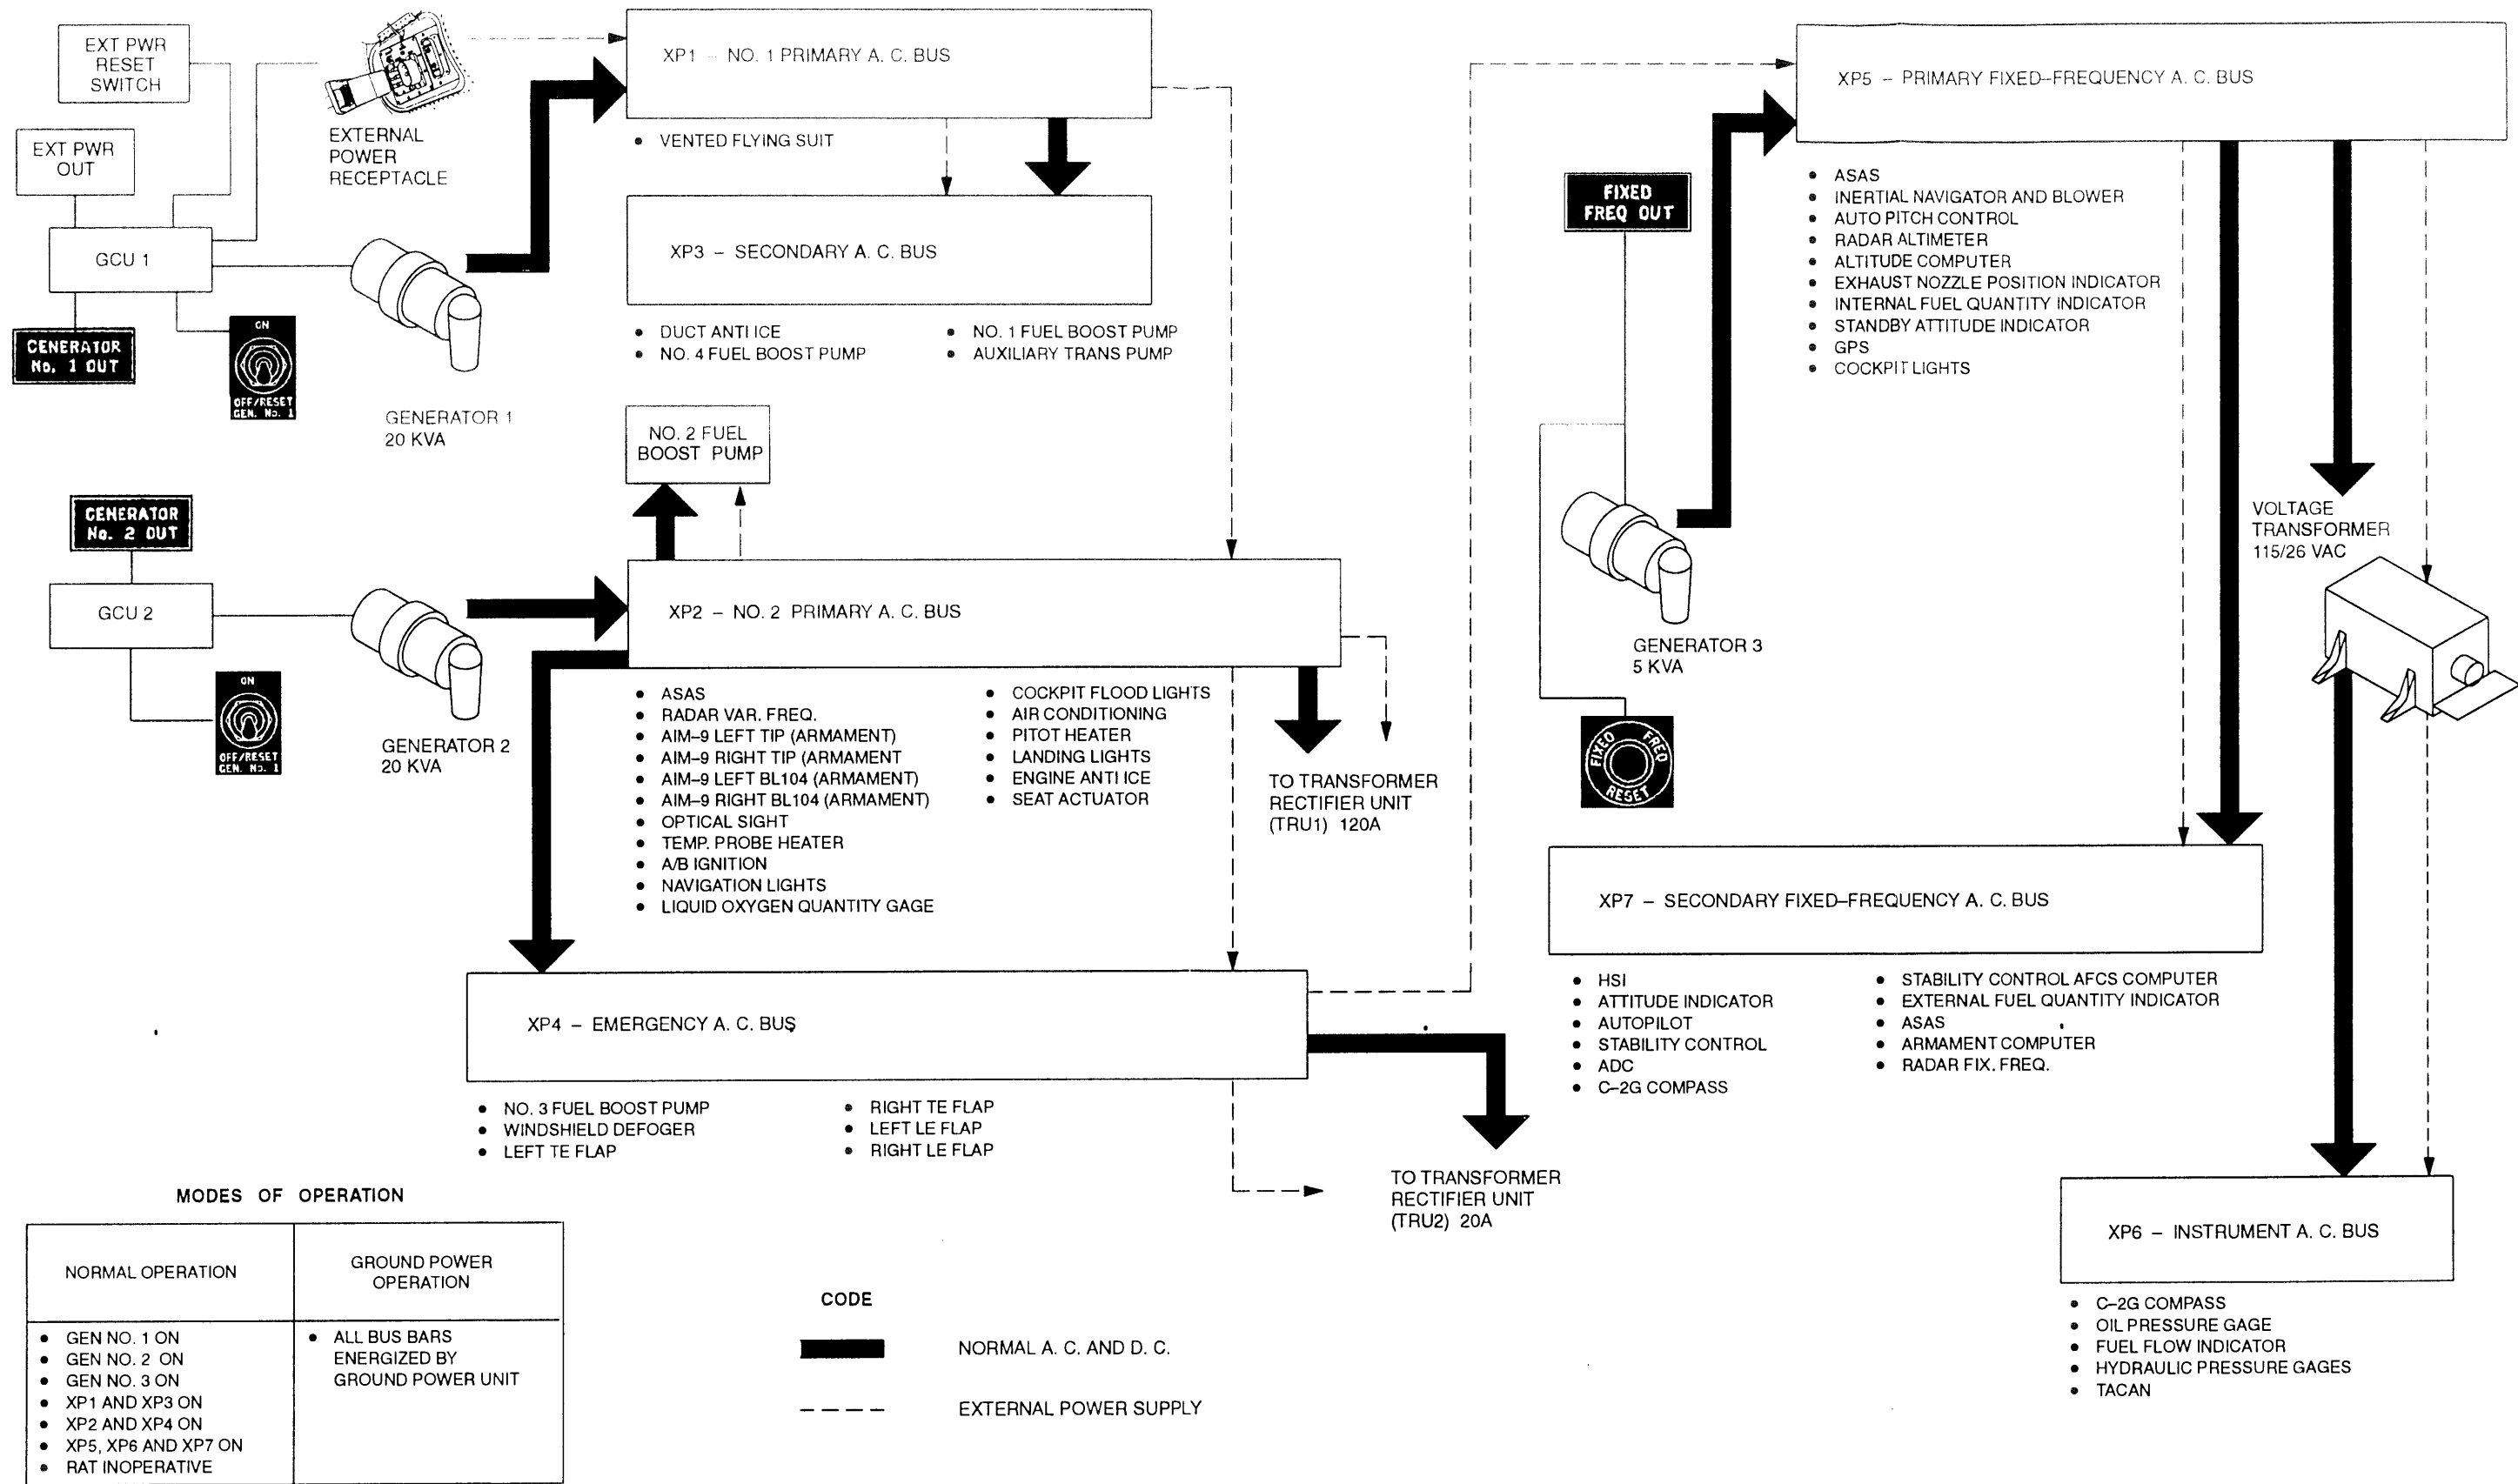 EXT PWR
RESET
SWITCH
EXT PWR
OUT
GCU 1
GENERATOR
No. 1 OUT
ON
OFF/RESET
GEN. No. 1
EXTERNAL
POWER
RECEPTACLE
GENERATOR 1
20 KVA
XP1 – NO. 1 PRIMARY A. C. BUS
• VENTED FLYING SUIT
XP3 – SECONDARY A. C. BUS
• DUCT ANTI ICE
• NO. 4 FUEL BOOST PUMP
• NO. 1 FUEL BOOST PUMP
• AUXILIARY TRANS PUMP
NO. 2 FUEL
BOOST PUMP
GENERATOR
No. 2 OUT
GCU 2
ON
OFF/RESET
GEN. No. 1
GENERATOR 2
20 KVA
XP2 – NO. 2 PRIMARY A. C. BUS
• ASAS
• RADAR VAR. FREQ.
• AIM–9 LEFT TIP (ARMAMENT)
• AIM–9 RIGHT TIP (ARMAMENT
• AIM–9 LEFT BL104 (ARMAMENT)
• AIM–9 RIGHT BL104 (ARMAMENT)
• OPTICAL SIGHT
• TEMP. PROBE HEATER
• A/B IGNITION
• NAVIGATION LIGHTS
• LIQUID OXYGEN QUANTITY GAGE
• COCKPIT FLOOD LIGHTS
• AIR CONDITIONING
• PITOT HEATER
• LANDING LIGHTS
• ENGINE ANTI ICE
• SEAT ACTUATOR
TO TRANSFORMER
RECTIFIER UNIT
(TRU1) 120A
XP4 – EMERGENCY A. C. BUS
• NO. 3 FUEL BOOST PUMP
• WINDSHIELD DEFOGER
• LEFT TE FLAP
• RIGHT TE FLAP
• LEFT LE FLAP
• RIGHT LE FLAP
TO TRANSFORMER
RECTIFIER UNIT
(TRU2) 20A
XP5 – PRIMARY FIXED–FREQUENCY A. C. BUS
• ASAS
• INERTIAL NAVIGATOR AND BLOWER
• AUTO PITCH CONTROL
• RADAR ALTIMETER
• ALTITUDE COMPUTER
• EXHAUST NOZZLE POSITION INDICATOR
• INTERNAL FUEL QUANTITY INDICATOR
• STANDBY ATTITUDE INDICATOR
• GPS
• COCKPIT LIGHTS
FIXED
FREQ OUT
GENERATOR 3
5 KVA
FIXED FREQ
RESET
VOLTAGE
TRANSFORMER
115/26 VAC
XP7 – SECONDARY FIXED–FREQUENCY A. C. BUS
• HSI
• ATTITUDE INDICATOR
• AUTOPILOT
• STABILITY CONTROL
• ADC
• C–2G COMPASS
• STABILITY CONTROL AFCS COMPUTER
• EXTERNAL FUEL QUANTITY INDICATOR
• ASAS
• ARMAMENT COMPUTER
• RADAR FIX. FREQ.
XP6 – INSTRUMENT A. C. BUS
• C–2G COMPASS
• OIL PRESSURE GAGE
• FUEL FLOW INDICATOR
• HYDRAULIC PRESSURE GAGES
• TACAN
MODES OF OPERATION
NORMAL OPERATION
• GEN NO. 1 ON
• GEN NO. 2 ON
• GEN NO. 3 ON
• XP1 AND XP3 ON
• XP2 AND XP4 ON
• XP5, XP6 AND XP7 ON
• RAT INOPERATIVE
GROUND POWER
OPERATION
• ALL BUS BARS
ENERGIZED BY
GROUND POWER UNIT
CODE
NORMAL A. C. AND D. C.
EXTERNAL POWER SUPPLY